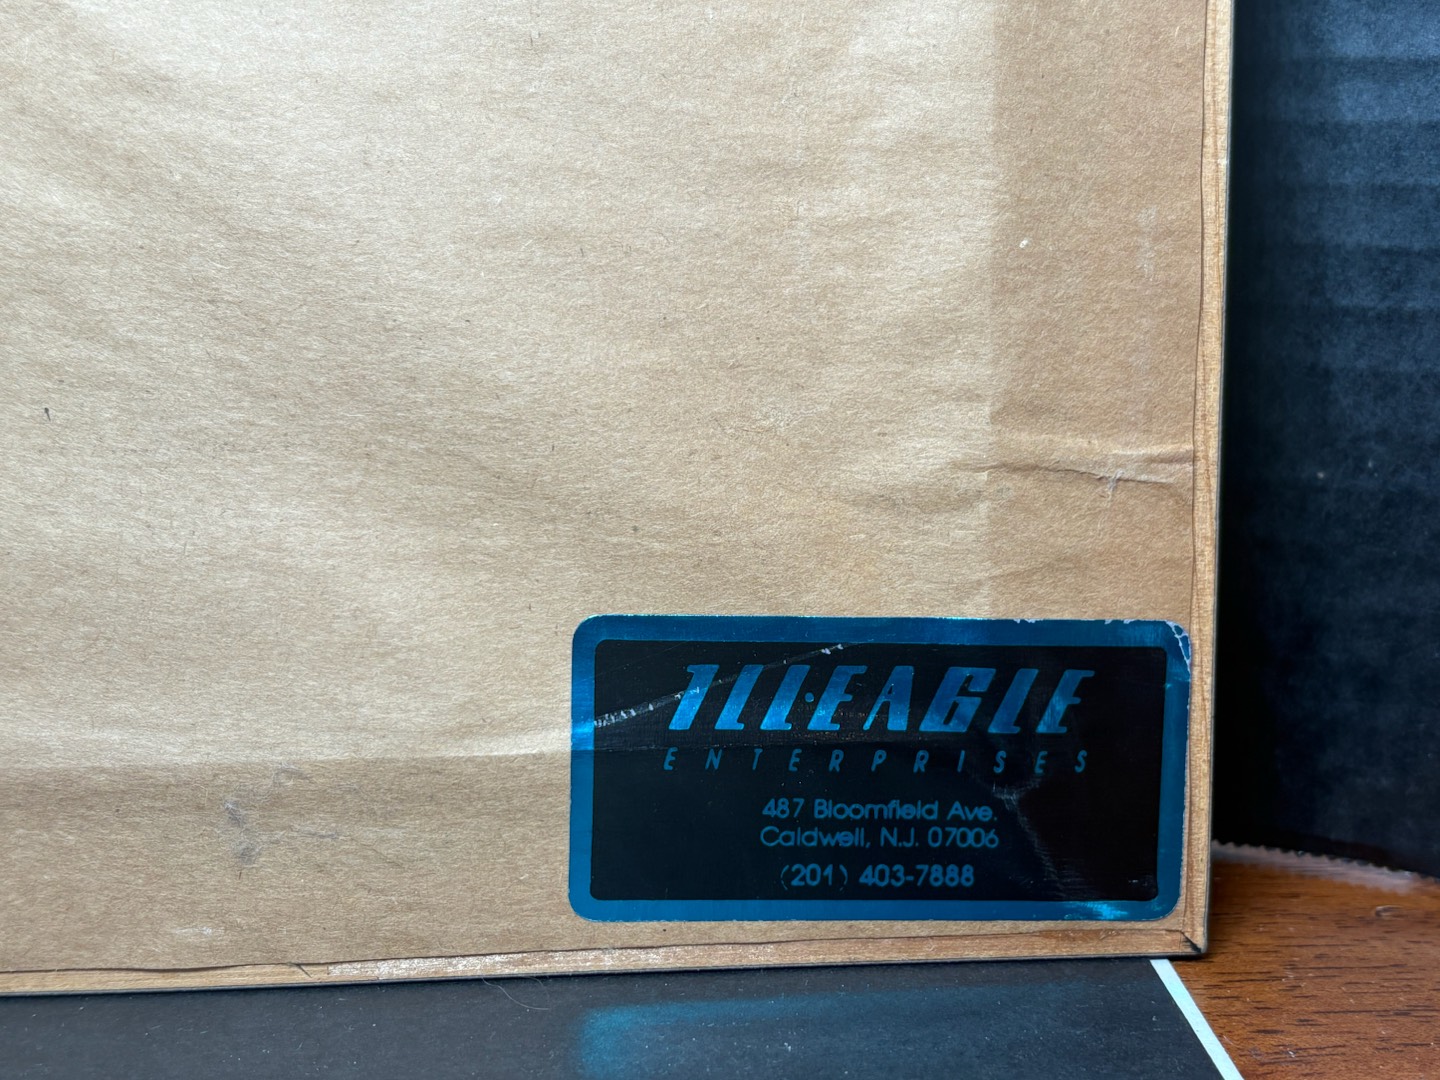 ILL·EAGLE
ENTERPRISES
487 Bloomfield Ave.
Caldwell, N.J. 07006
(201) 403-7888